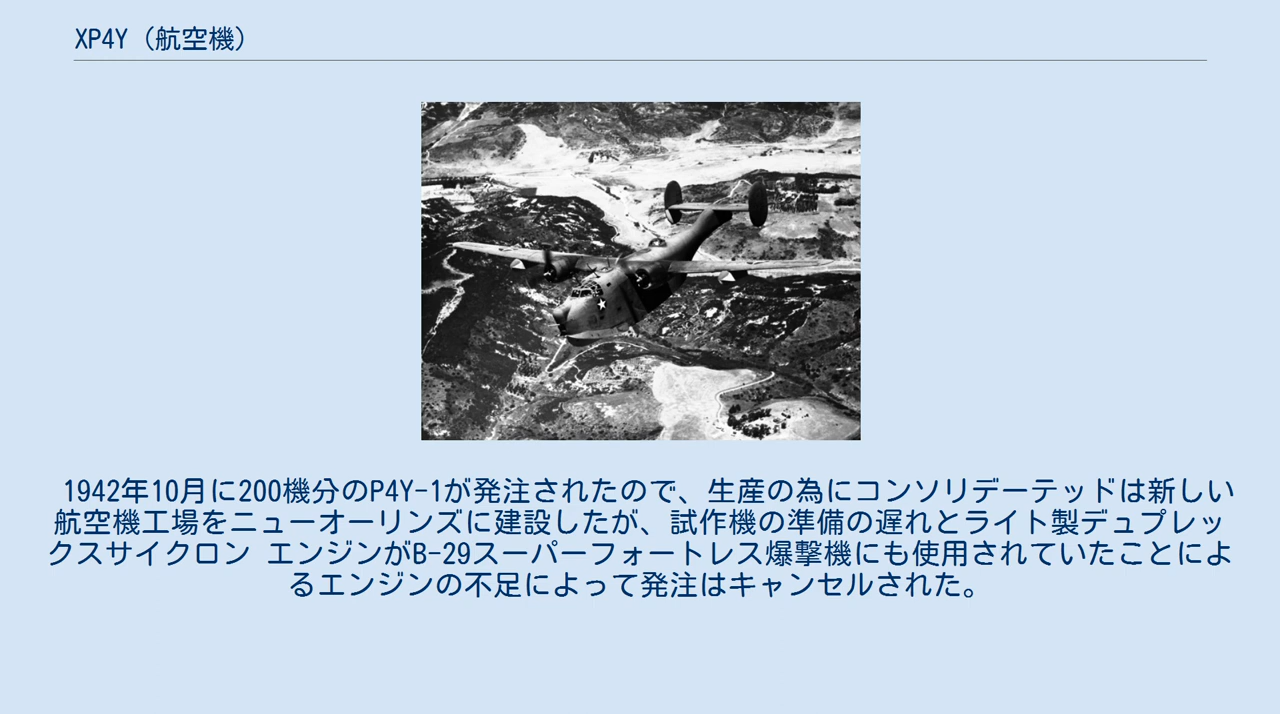 XP4Y（航空機）
1942年10月に200機分のP4Y-1が発注されたので、生産の為にコンソリデーテッドは新しい
航空機工場をニューオーリンズに建設したが、試作機の準備の遅れとライト製デュプレッ
クスサイクロン エンジンがB-29スーパーフォートレス爆撃機にも使用されていたことによ
るエンジンの不足によって発注はキャンセルされた。